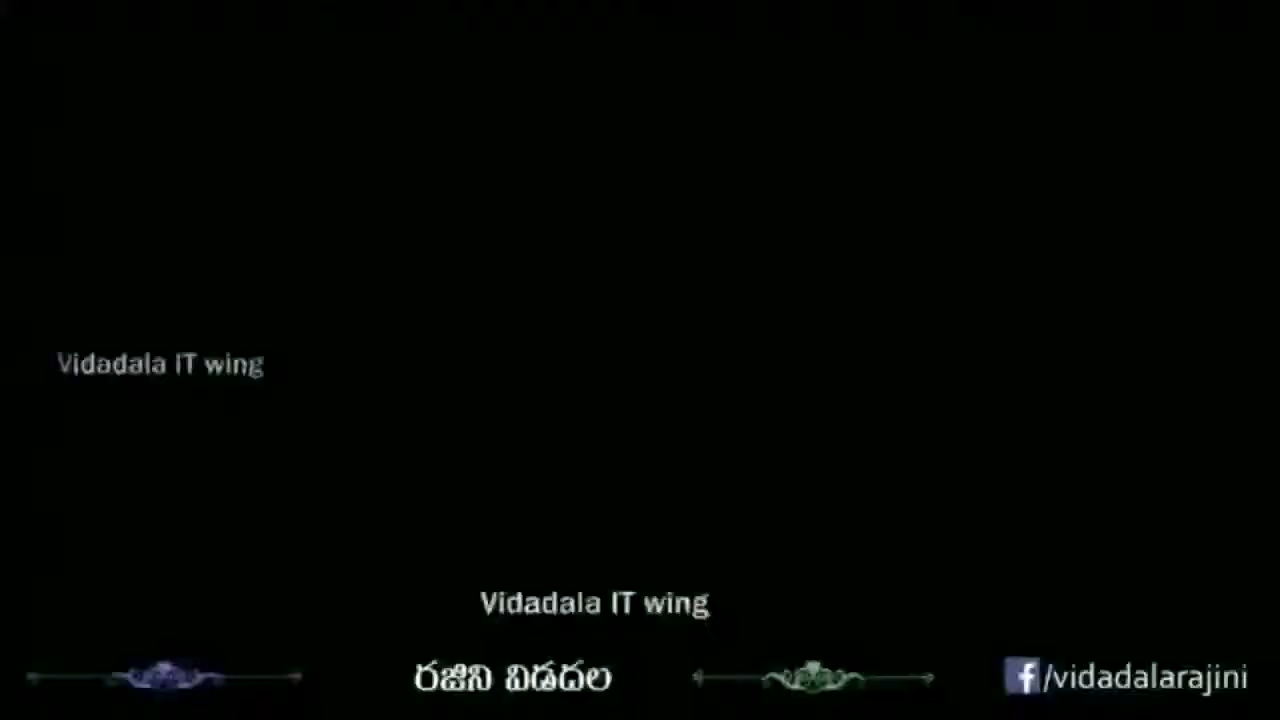 Vidadala IT wing
Vidadala IT wing
రజిని విడదల
/vidadalarajini